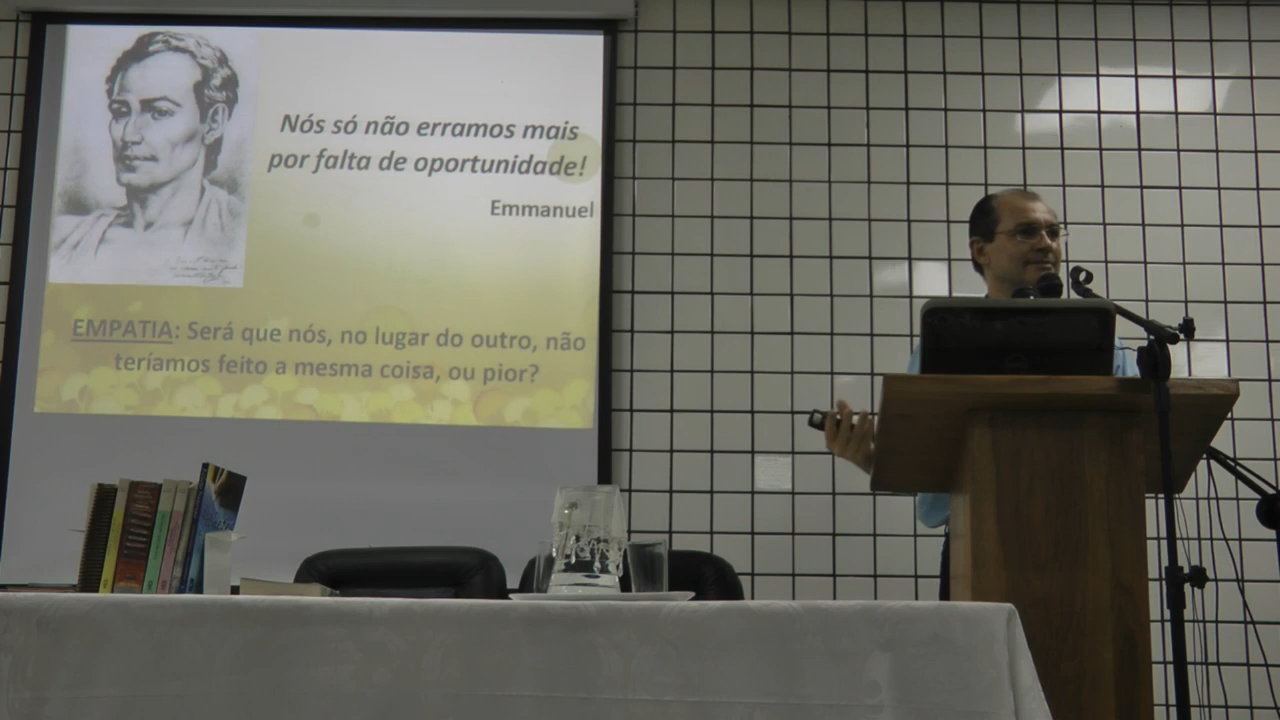 Nós só não erramos mais
por falta de oportunidade!
Emmanuel
EMPATIA: Será que nós, no lugar do outro, não
teríamos feito a mesma coisa, ou pior?